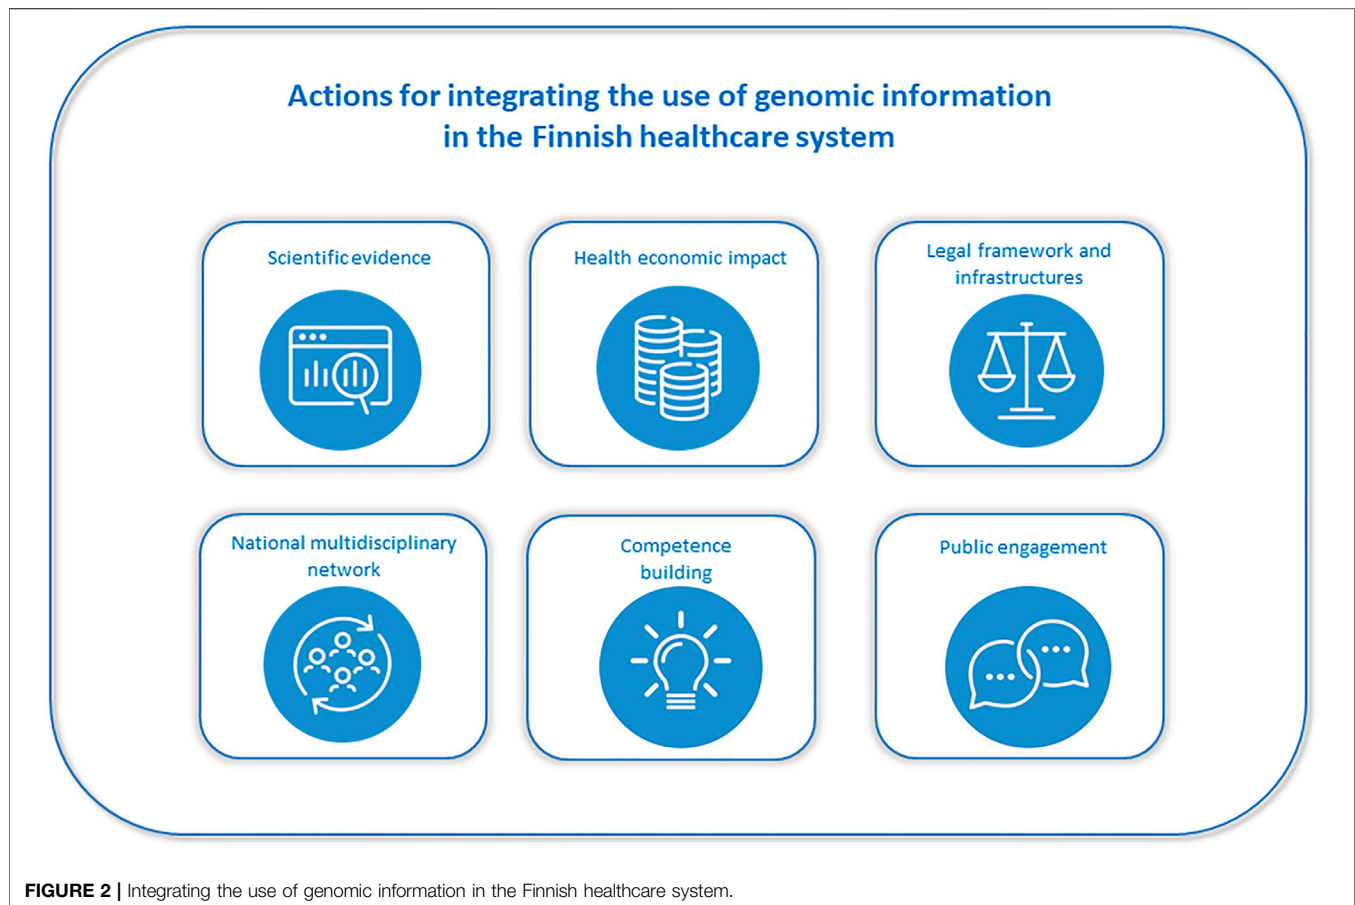 Actions for integrating the use of genomic information
in the Finnish healthcare system
Scientific evidence
Health economic impact
Legal framework and
infrastructures
National multidisciplinary
network
Competence
building
Public engagement
FIGURE 2 | Integrating the use of genomic information in the Finnish healthcare system.